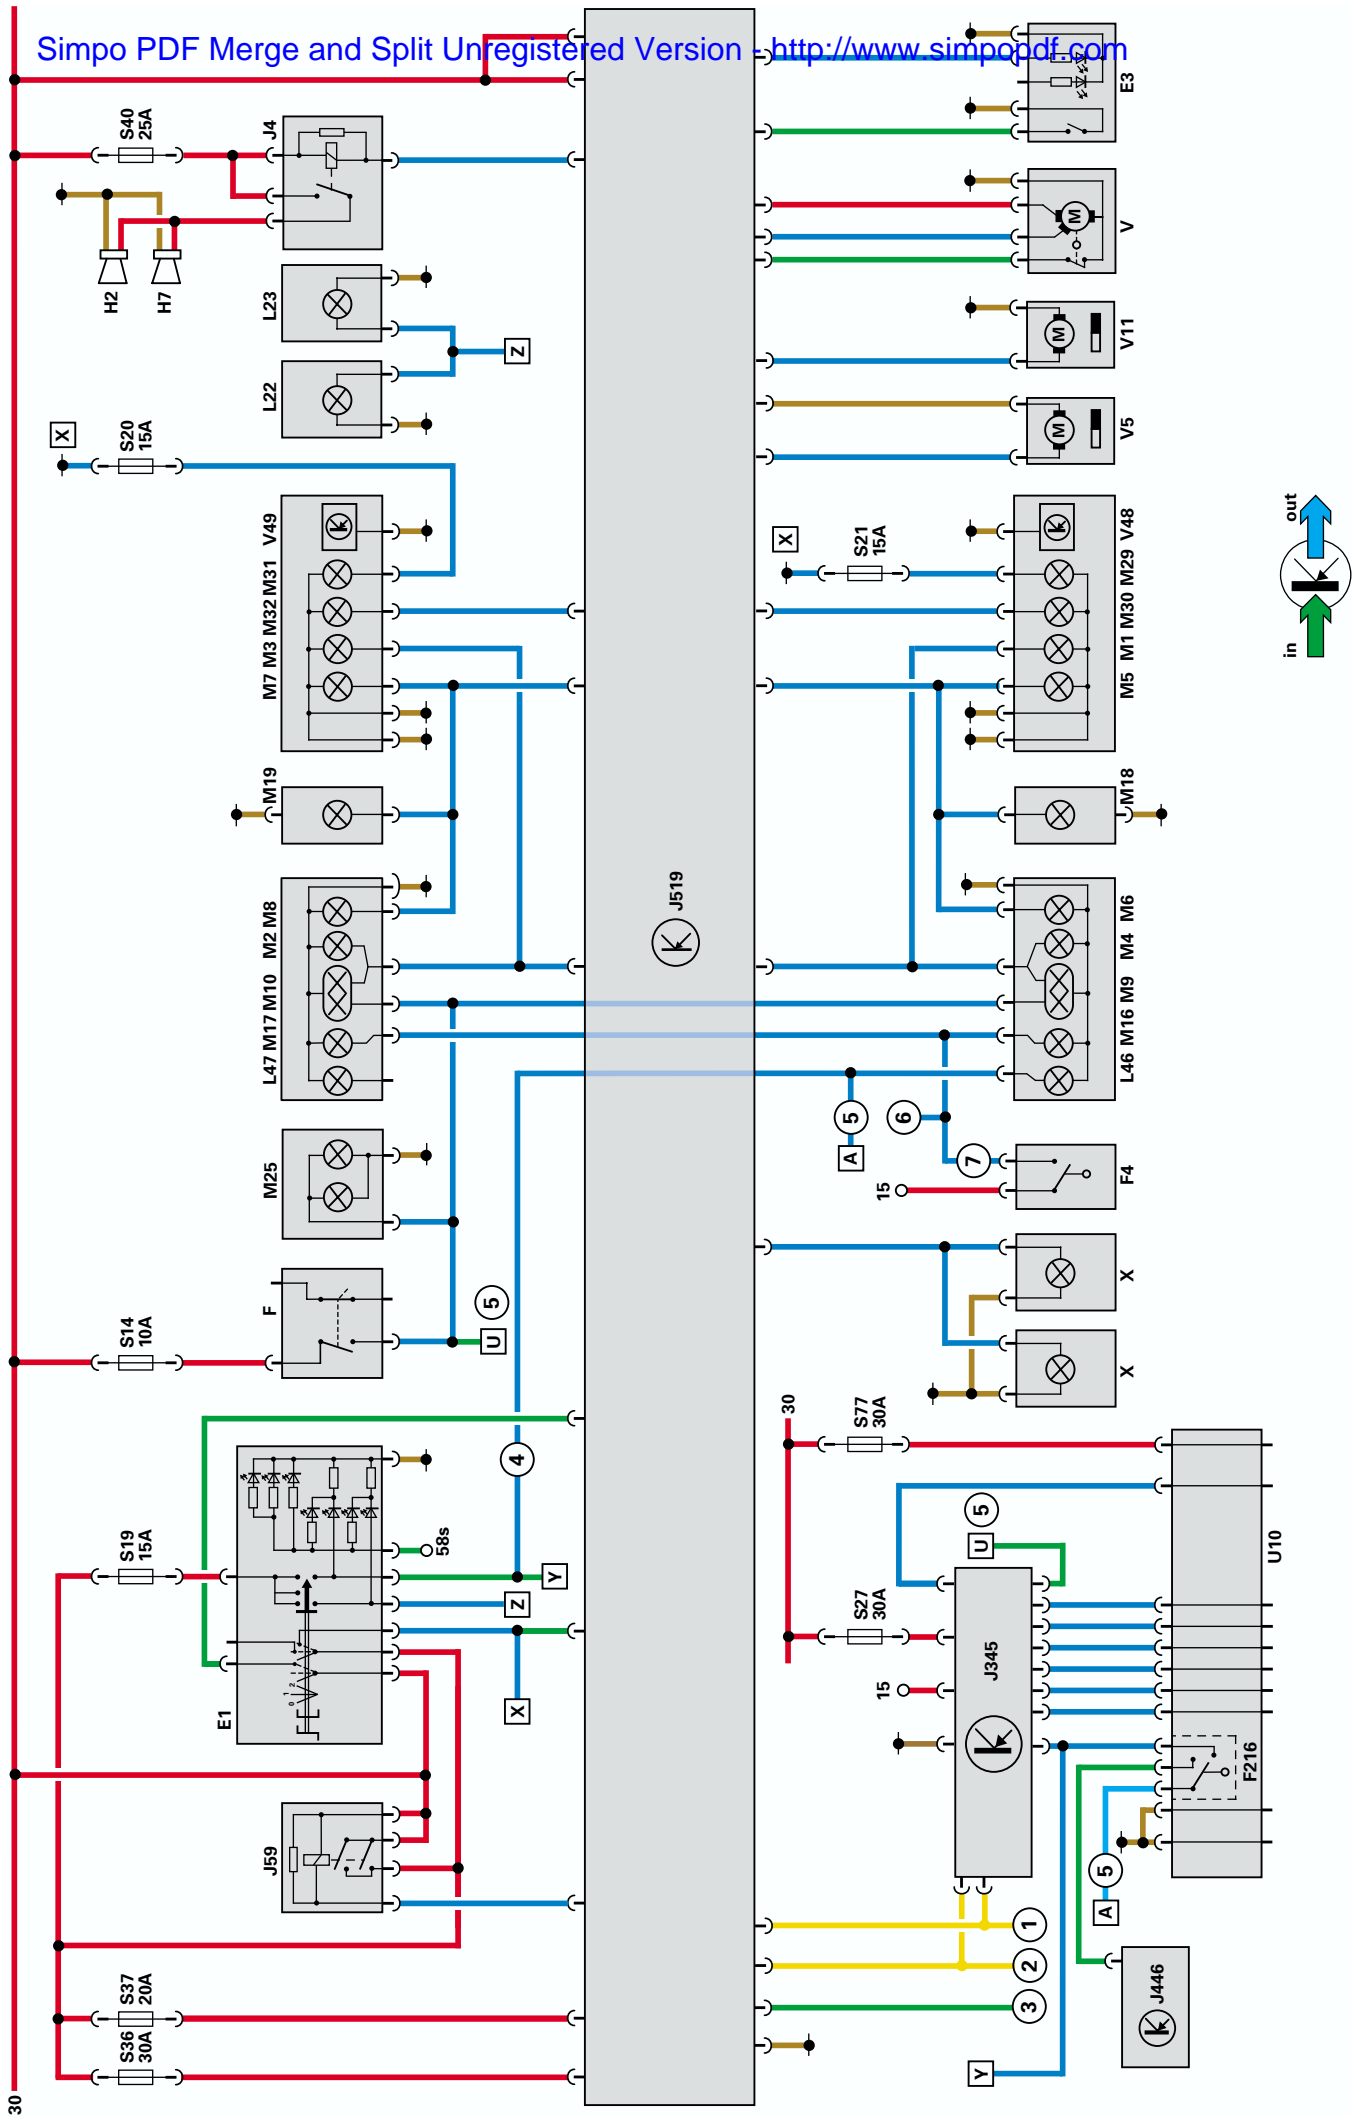 Simpo PDF Merge and Split Unregistered Version - http://www.simpopdf.com
S40
25A
J4
H2
H7
L23
L22
Z
X
S20
15A
V49
M31
M32
M3
M7
M19
M8
M2
M10
M17
L47
M25
S14
10A
F
5
U
4
S19
15A
58s
Y
Z
X
E1
0
1
2
J59
S37
20A
S36
30A
30
J519
E3
M
V
M
V11
M
V5
out
in
X
S21
15A
V48
M29
M30
M1
M5
M18
M6
M4
M9
M16
L46
5
A
6
7
15
F4
X
X
30
S77
30A
5
U
U10
S27
30A
15
J345
F216
5
A
1
2
3
J446
Y